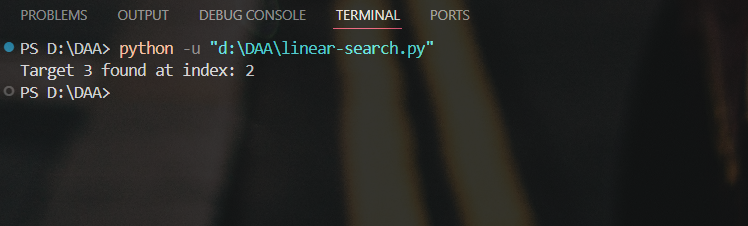 PROBLEMS OUTPUT DEBUG CONSOLE TERMINAL PORTS
PS D:\DAA> python -u "d:\DAA\linear-search.py"
Target 3 found at index: 2
PS D:\DAA>